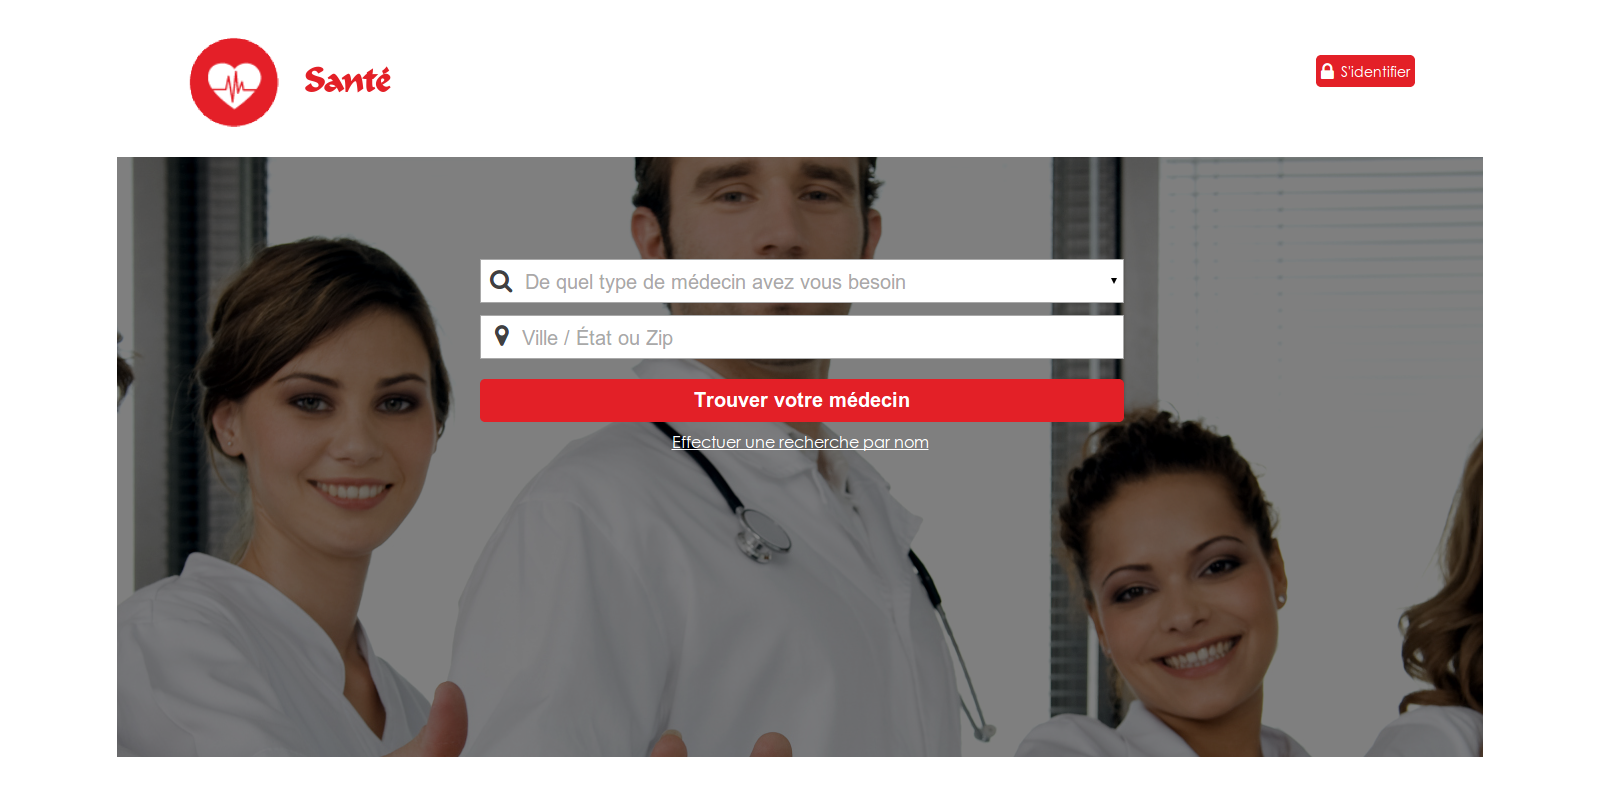 Santé
S'identifier
De quel type de médecin avez vous besoin
Ville / État ou Zip
Trouver votre médecin
Effectuer une recherche par nom